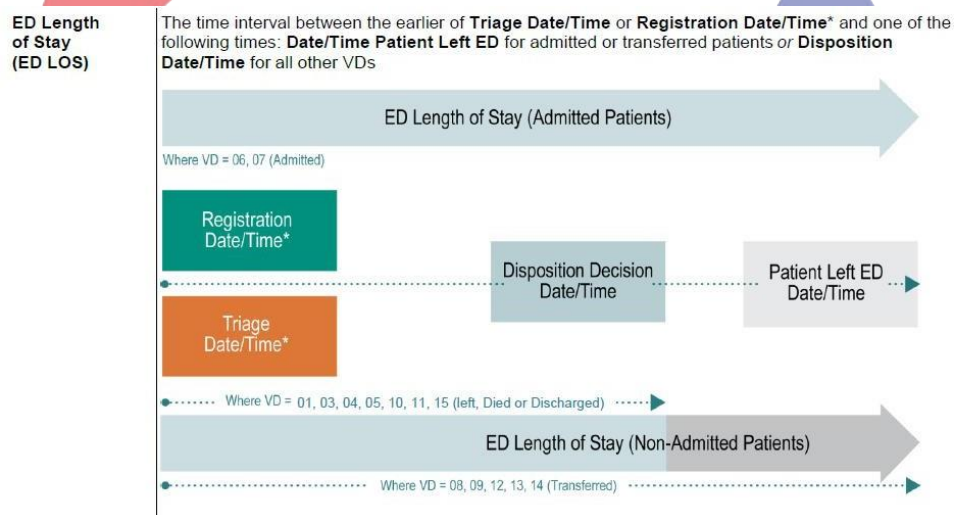 ED Length
of Stay
(ED LOS)
The time interval between the earlier of Triage Date/Time or Registration Date/Time* and one of the
following times: Date/Time Patient Left ED for admitted or transferred patients or Disposition
Date/Time for all other VDs
ED Length of Stay (Admitted Patients)
Where VD = 06, 07 (Admitted)
Registration
Date/Time*
Disposition Decision
Date/Time
Patient Left ED
Date/Time
Triage
Date/Time*
Where VD = 01, 03, 04, 05, 10, 11, 15 (left, Died or Discharged)
ED Length of Stay (Non-Admitted Patients)
Where VD = 08, 09, 12, 13, 14 (Transferred)